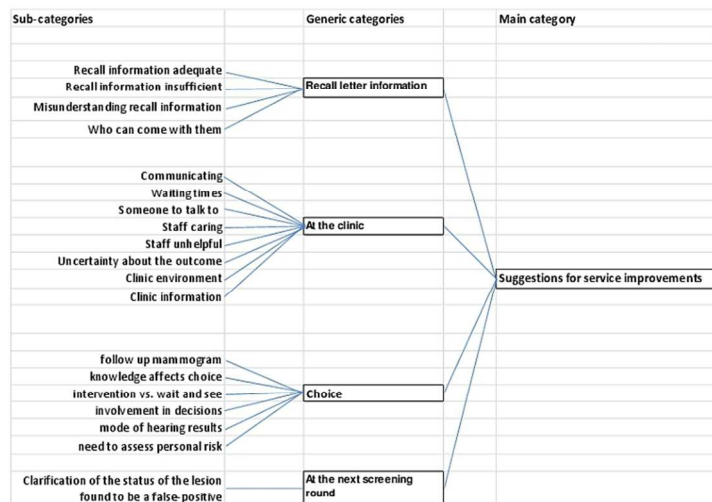 Sub-categories Generic categories Main category
Recall information adequate
Recall information insufficient Recall letter information
Misunderstanding recall information
Who can come with them
Communicating
Waiting times
Someone to talk to
Staff caring At the clinic
Staff unhelpful
Uncertainty about the outcome
Clinic environment Suggestions for service improvements
Clinic information
follow up mammogram
knowledge affects choice
intervention vs. wait and see Choice
involvement in decisions
mode of hearing results
need to assess personal risk
Clarification of the status of the lesion At the next screening
found to be a false-positive round